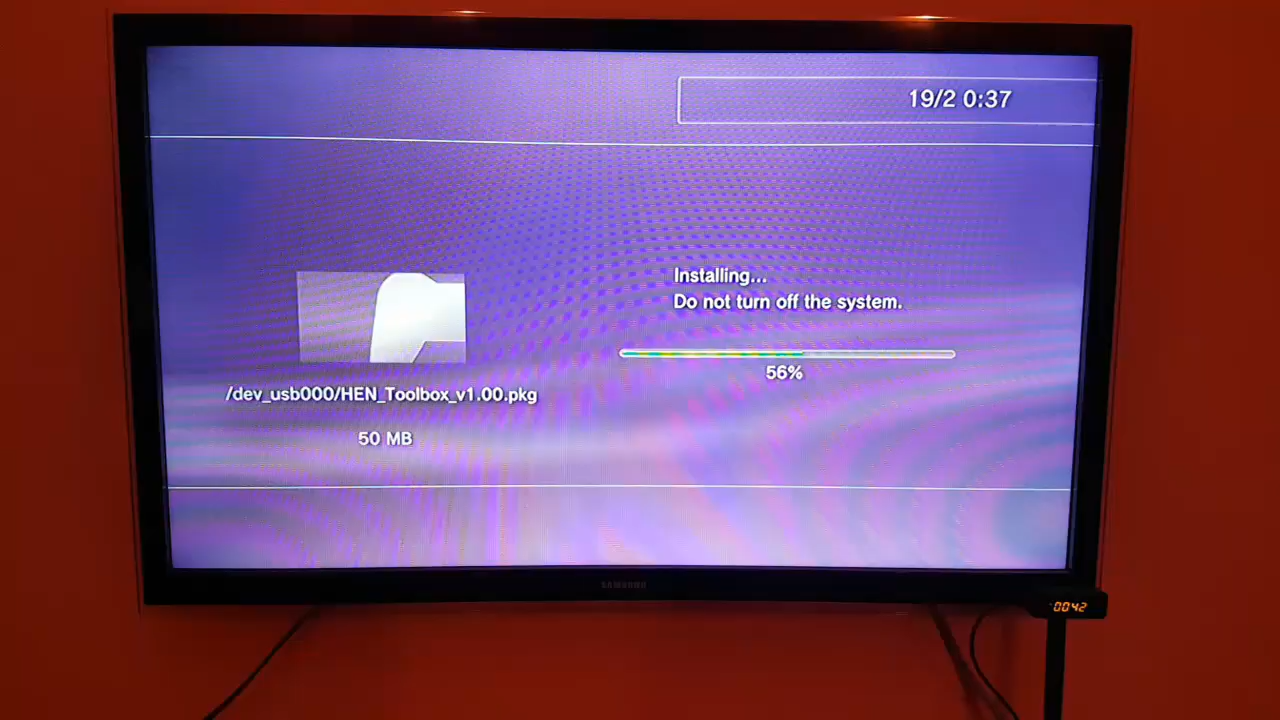 19/2 0:37
Installing...
Do not turn off the system.
56%
/dev_usb000/HEN_Toolbox_v1.00.pkg
50 MB
SAMSUNG
0042